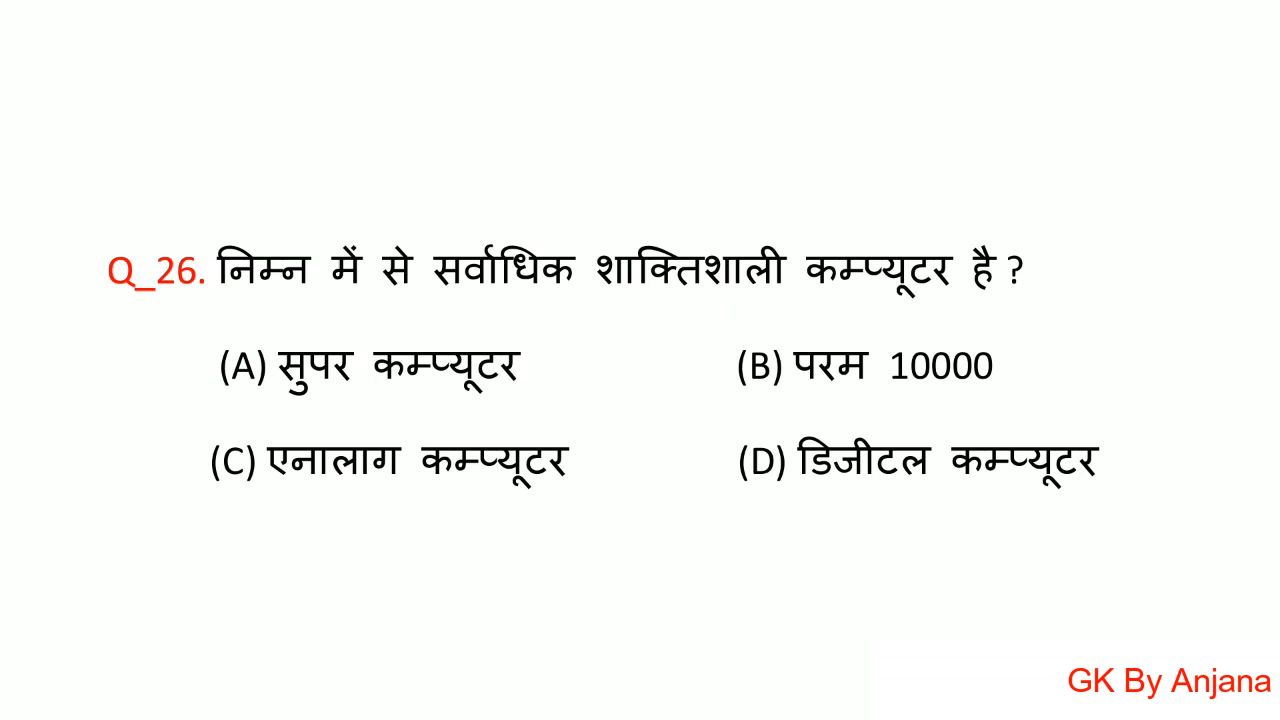 Q_26. निम्न में से सर्वाधिक शाक्तिशाली कम्प्यूटर है ?
(A) सुपर कम्प्यूटर (B) परम 10000
(C) एनालाग कम्प्यूटर (D) डिजीटल कम्प्यूटर
GK By Anjana